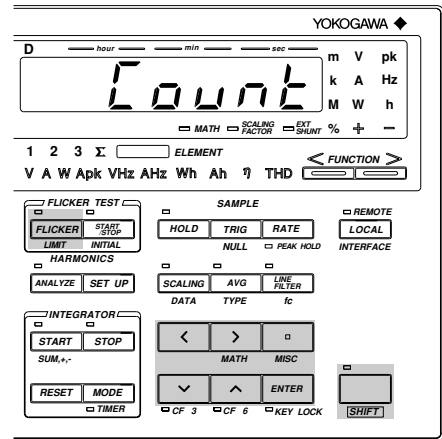 YOKOGAWA ◆
D hour min sec m V pk
Count k A Hz
M W h
MATH SCALING FACTOR EXT SHUNT % + −
1 2 3 Σ ELEMENT
< FUNCTION >
V A W Apk VHz AHz Wh Ah η THD
FLICKER TEST SAMPLE REMOTE
FLICKER START /STOP HOLD TRIG RATE LOCAL
LIMIT INITIAL NULL PEAK HOLD INTERFACE
HARMONICS
ANALYZE SET UP SCALING AVG LINE FILTER
DATA TYPE fc
INTEGRATOR
START STOP < > □
SUM,+,- MATH MISC
RESET MODE ∨ ∧ ENTER
TIMER CF 3 CF 6 KEY LOCK SHIFT